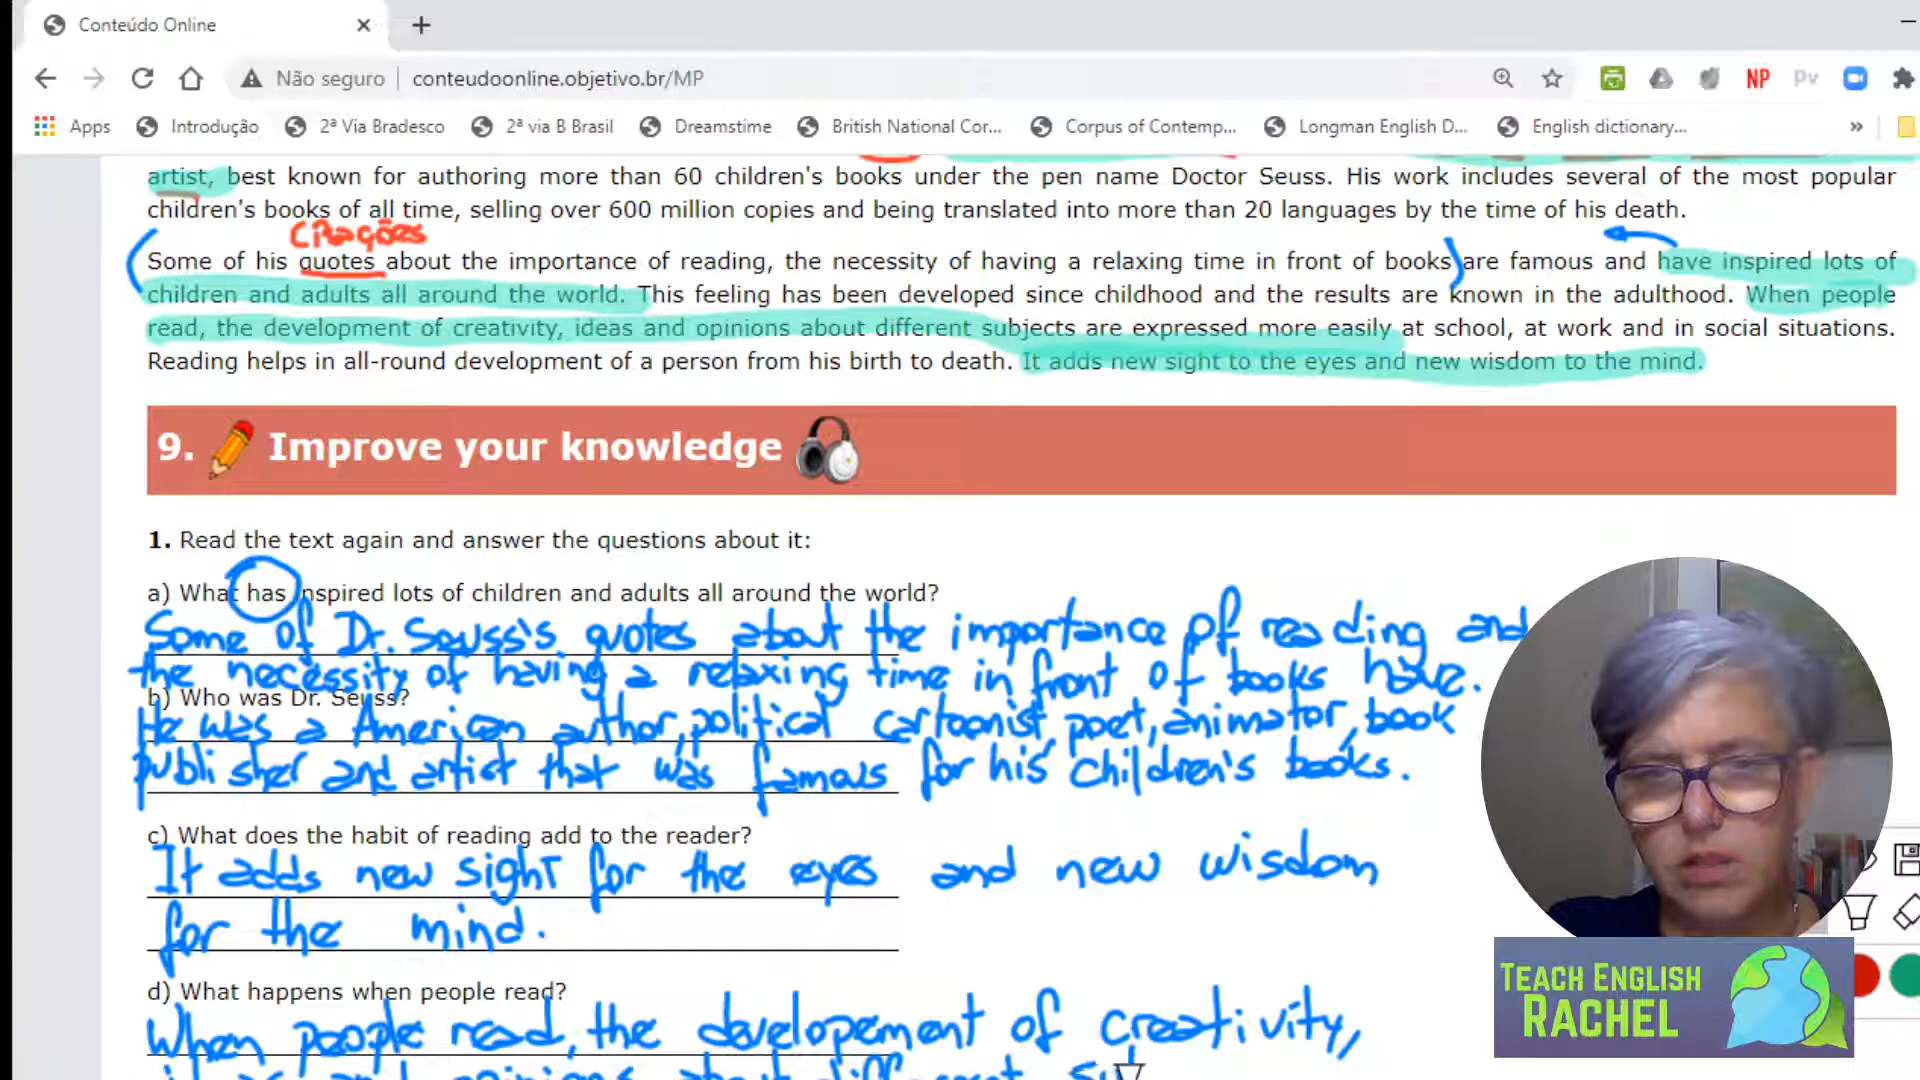 Conteúdo Online
Não seguro
conteudoonline.objetivo.br/MP
NP
Pv
Apps
Introdução
2ª Via Bradesco
2ª via B Brasil
Dreamstime
British National Cor...
Corpus of Contemp...
Longman English D...
English dictionary...
»
artist, best known for authoring more than 60 children's books under the pen name Doctor Seuss. His work includes several of the most popular
children's books of all time, selling over 600 million copies and being translated into more than 20 languages by the time of his death.
citações
Some of his quotes about the importance of reading, the necessity of having a relaxing time in front of books are famous and have inspired lots of
children and adults all around the world. This feeling has been developed since childhood and the results are known in the adulthood. When people
read, the development of creativity, ideas and opinions about different subjects are expressed more easily at school, at work and in social situations.
Reading helps in all-round development of a person from his birth to death. It adds new sight to the eyes and new wisdom to the mind.
9. Improve your knowledge
1. Read the text again and answer the questions about it:
a) What has inspired lots of children and adults all around the world?
Some of Dr. Seuss's quotes about the importance of reading and
the necessity of having a relaxing time in front of books have.
b) Who was Dr. Seuss?
He was a American author, political cartoonist, poet, animator, book
publisher and artist that was famous for his children's books.
c) What does the habit of reading add to the reader?
It adds new sight for the eyes and new wisdom
for the mind.
d) What happens when people read?
When people read, the developement of creativity,
ideas and opinions about different
TEACH ENGLISH
RACHEL